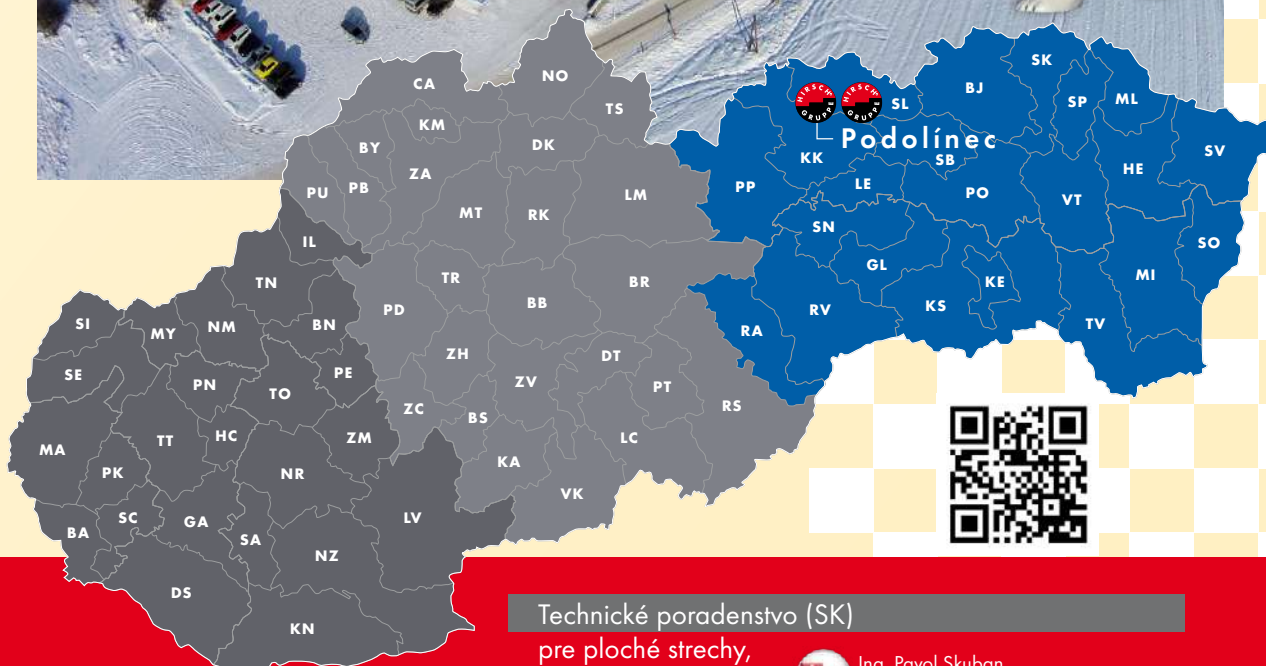 NO
CA
TS
KM
BY
DK
ZA
PU
PB
LM
MT
RK
IL
TN
TR
BR
PD
BB
SI
MY
NM
BN
ZH
DT
SE
PN
TO
PE
ZV
PT
ZC
BS
RS
MA
TT
HC
ZM
LC
PK
NR
KA
VK
BA
SC
GA
SA
LV
NZ
DS
KN
SK
BJ
SP
ML
HIRSCH GRUPPE
HIRSCH GRUPPE
SL
Podolínec
KK
SB
SV
HE
PP
LE
PO
VT
SN
SO
GL
KE
MI
RV
KS
RA
TV
Technické poradenstvo (SK)
pre ploché strechy,
Ing. Pavol Skuban